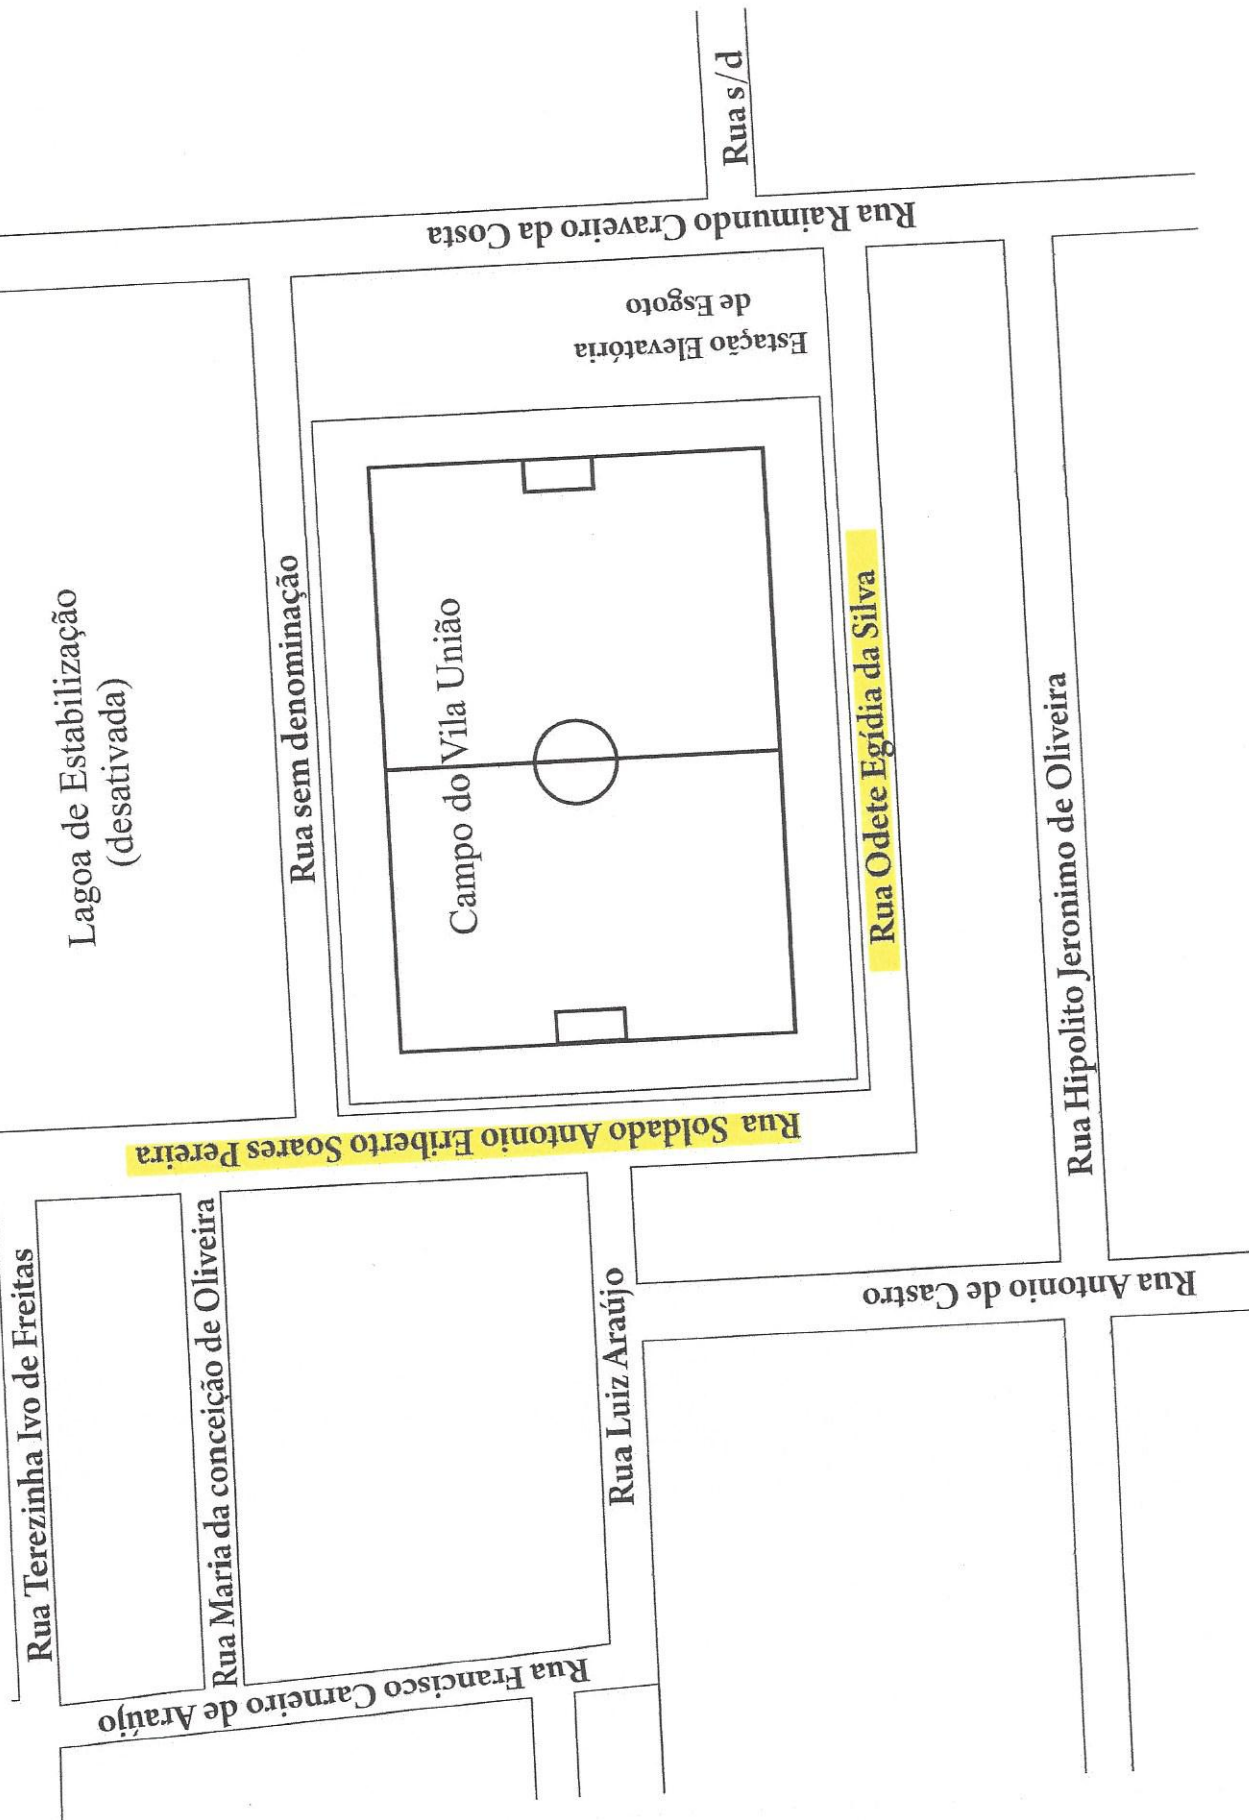 Rua Terezinha Ivo de Freitas
Rua Maria da conceição de Oliveira
Rua Francisco Carneiro de Araújo
Lagoa de Estabilização
(desativada)
Rua sem denominação
Rua Soldado Antonio Eriberto Soares Pereira
Campo do Vila União
Estação Elevatória
de Esgoto
Rua Raimundo Craveiro da Costa
Rua s/d
Rua Luiz Araújo
Rua Odete Egídia da Silva
Rua Antonio de Castro
Rua Hipolito Jeronimo de Oliveira